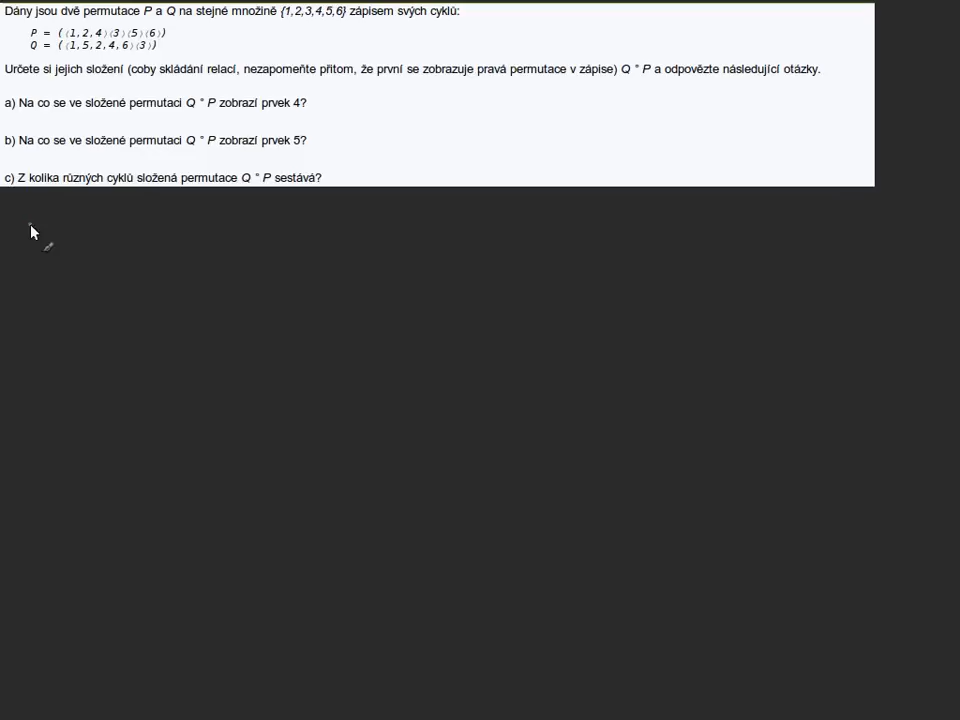 Dány jsou dvě permutace P a Q na stejné množině {1,2,3,4,5,6} zápisem svých cyklů:
P = ((1,2,4)(3)(5)(6))
Q = ((1,5,2,4,6)(3))
Určete si jejich složení (coby skládání relací, nezapomeňte přitom, že první se zobrazuje pravá permutace v zápise) Q ° P a odpovězte následující otázky.
a) Na co se ve složené permutaci Q ° P zobrazí prvek 4?
b) Na co se ve složené permutaci Q ° P zobrazí prvek 5?
c) Z kolika různých cyklů složená permutace Q ° P sestává?